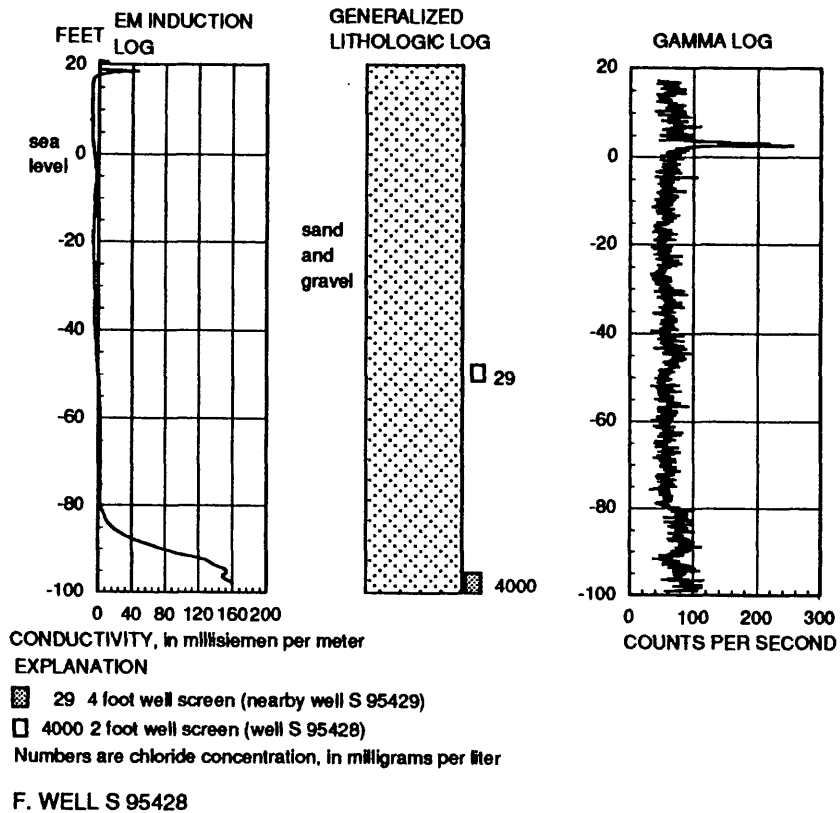 EM INDUCTION
LOG
FEET
20
sea
level
0
-20
-40
-60
-80
-100
0 40 80 120 160 200
CONDUCTIVITY, in millisiemen per meter
GENERALIZED
LITHOLOGIC LOG
sand
and
gravel
29
4000
GAMMA LOG
20
0
-20
-40
-60
-80
-100
0 100 200 300
COUNTS PER SECOND
EXPLANATION
29 4 foot well screen (nearby well S 95429)
4000 2 foot well screen (well S 95428)
Numbers are chloride concentration, in milligrams per liter
F. WELL S 95428